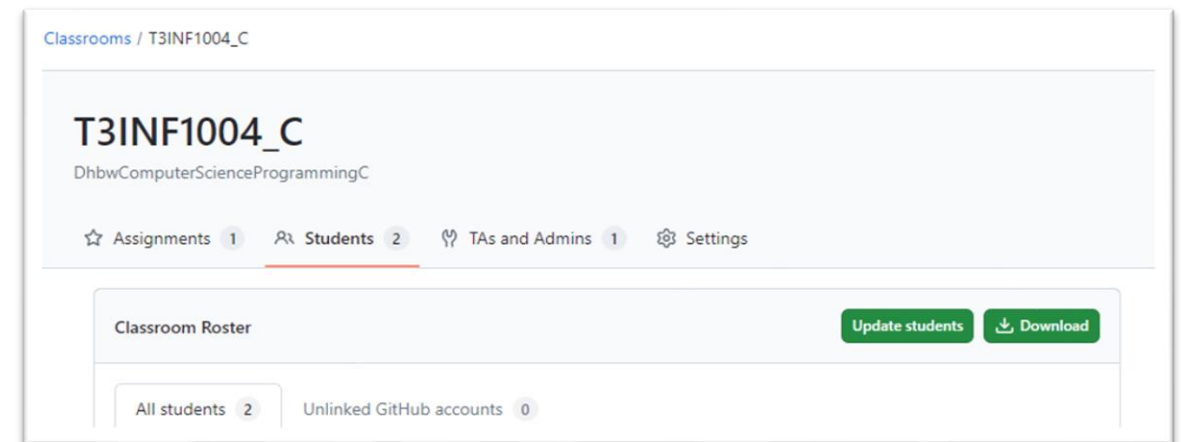 Classrooms / T3INF1004_C
T3INF1004_C
DhbwComputerScienceProgrammingC
Assignments 1 Students 2 TAs and Admins 1 Settings
Classroom Roster Update students Download
All students 2 Unlinked GitHub accounts 0